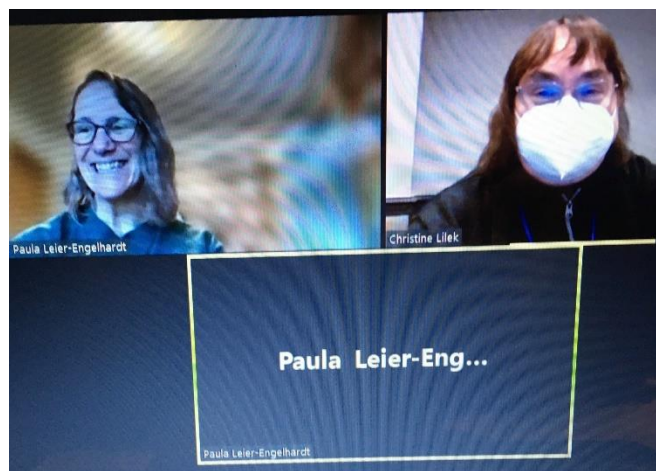 Paula Leier-Engelhardt
Christine Lilek
Paula Leier-Eng...
Paula Leier-Engelhardt